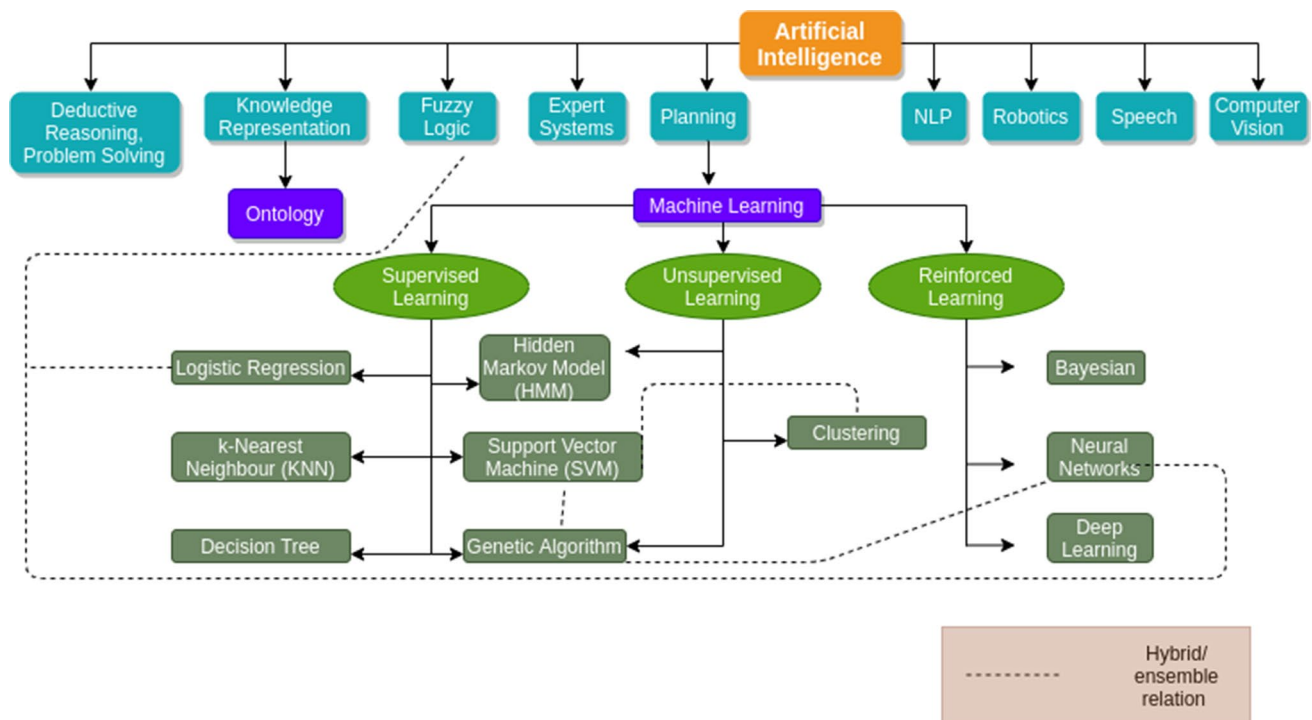 Artificial
Intelligence
Deductive
Reasoning,
Problem Solving
Knowledge
Representation
Fuzzy
Logic
Expert
Systems
Planning
NLP
Robotics
Speech
Computer
Vision
Ontology
Machine Learning
Supervised
Learning
Unsupervised
Learning
Reinforced
Learning
Logistic Regression
Hidden
Markov Model
(HMM)
Bayesian
k-Nearest
Neighbour (KNN)
Support Vector
Machine (SVM)
Clustering
Neural
Networks
Decision Tree
Genetic Algorithm
Deep
Learning
Hybrid/
ensemble
relation